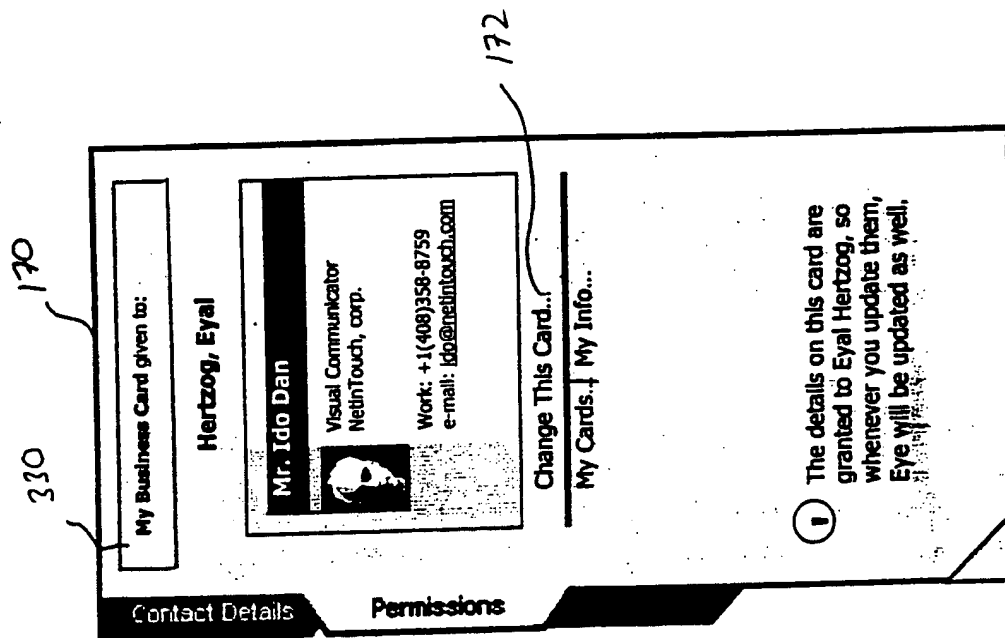 330
170
My Business Card given to:
Hertzog, Eyal
Mr. Ido Dan
Visual Communicator
NetinTouch, corp.
Work: +1(408)358-8759
e-mail: ido@netintouch.com
Change This Card...
172
My Cards... My Info...
The details on this card are
granted to Eyal Hertzog, so
whenever you update them,
Eye will be updated as well.
Contact Details
Permissions